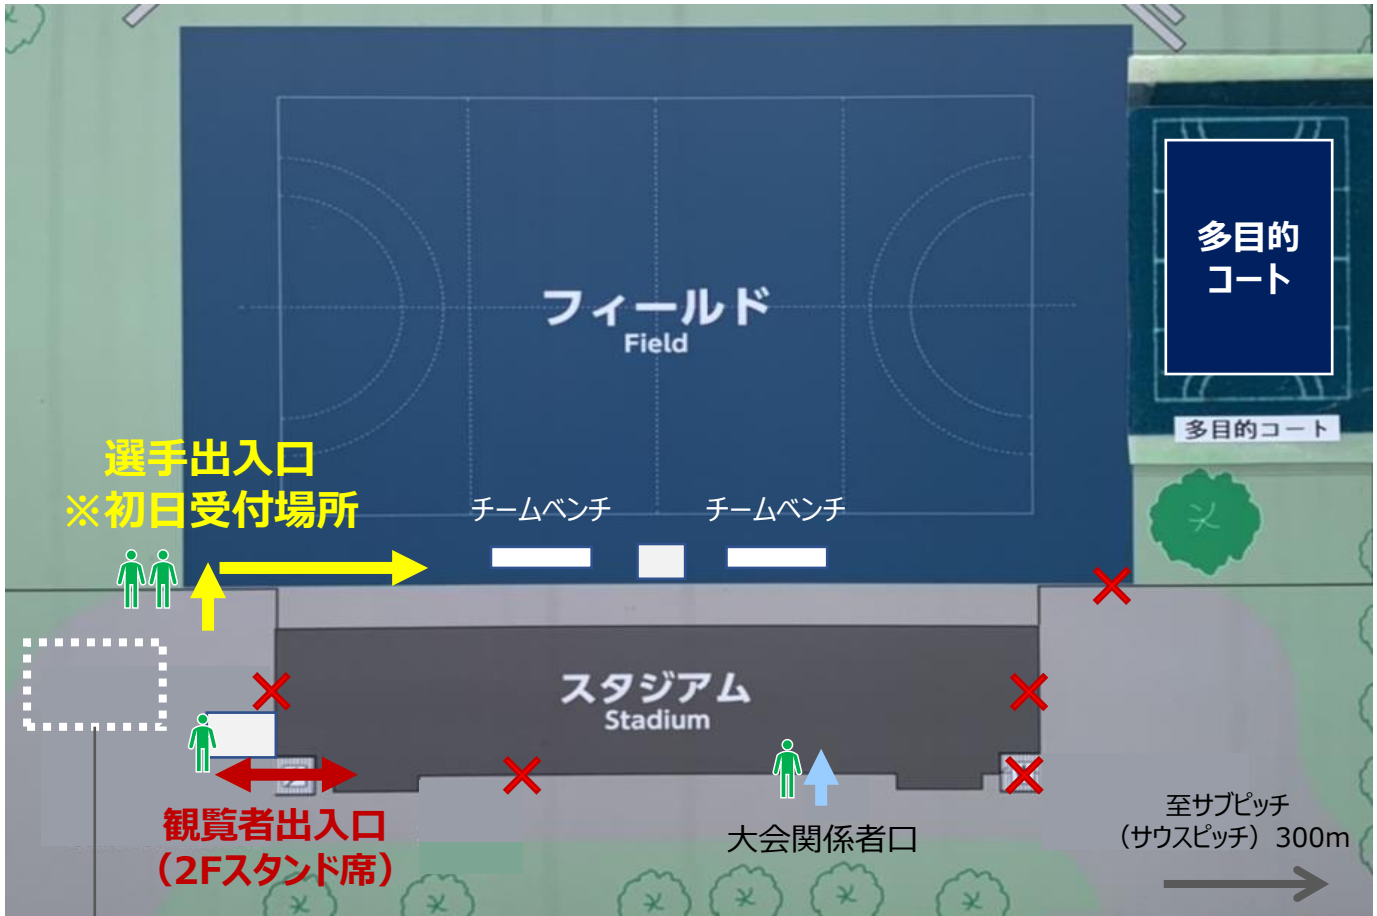 多目的
コート
フィールド
Field
多目的コート
選手出入口
※初日受付場所
チームベンチ
チームベンチ
スタジアム
Stadium
観覧者出入口
（2Fスタンド席）
大会関係者口
至サブピッチ
（サウスピッチ）300m